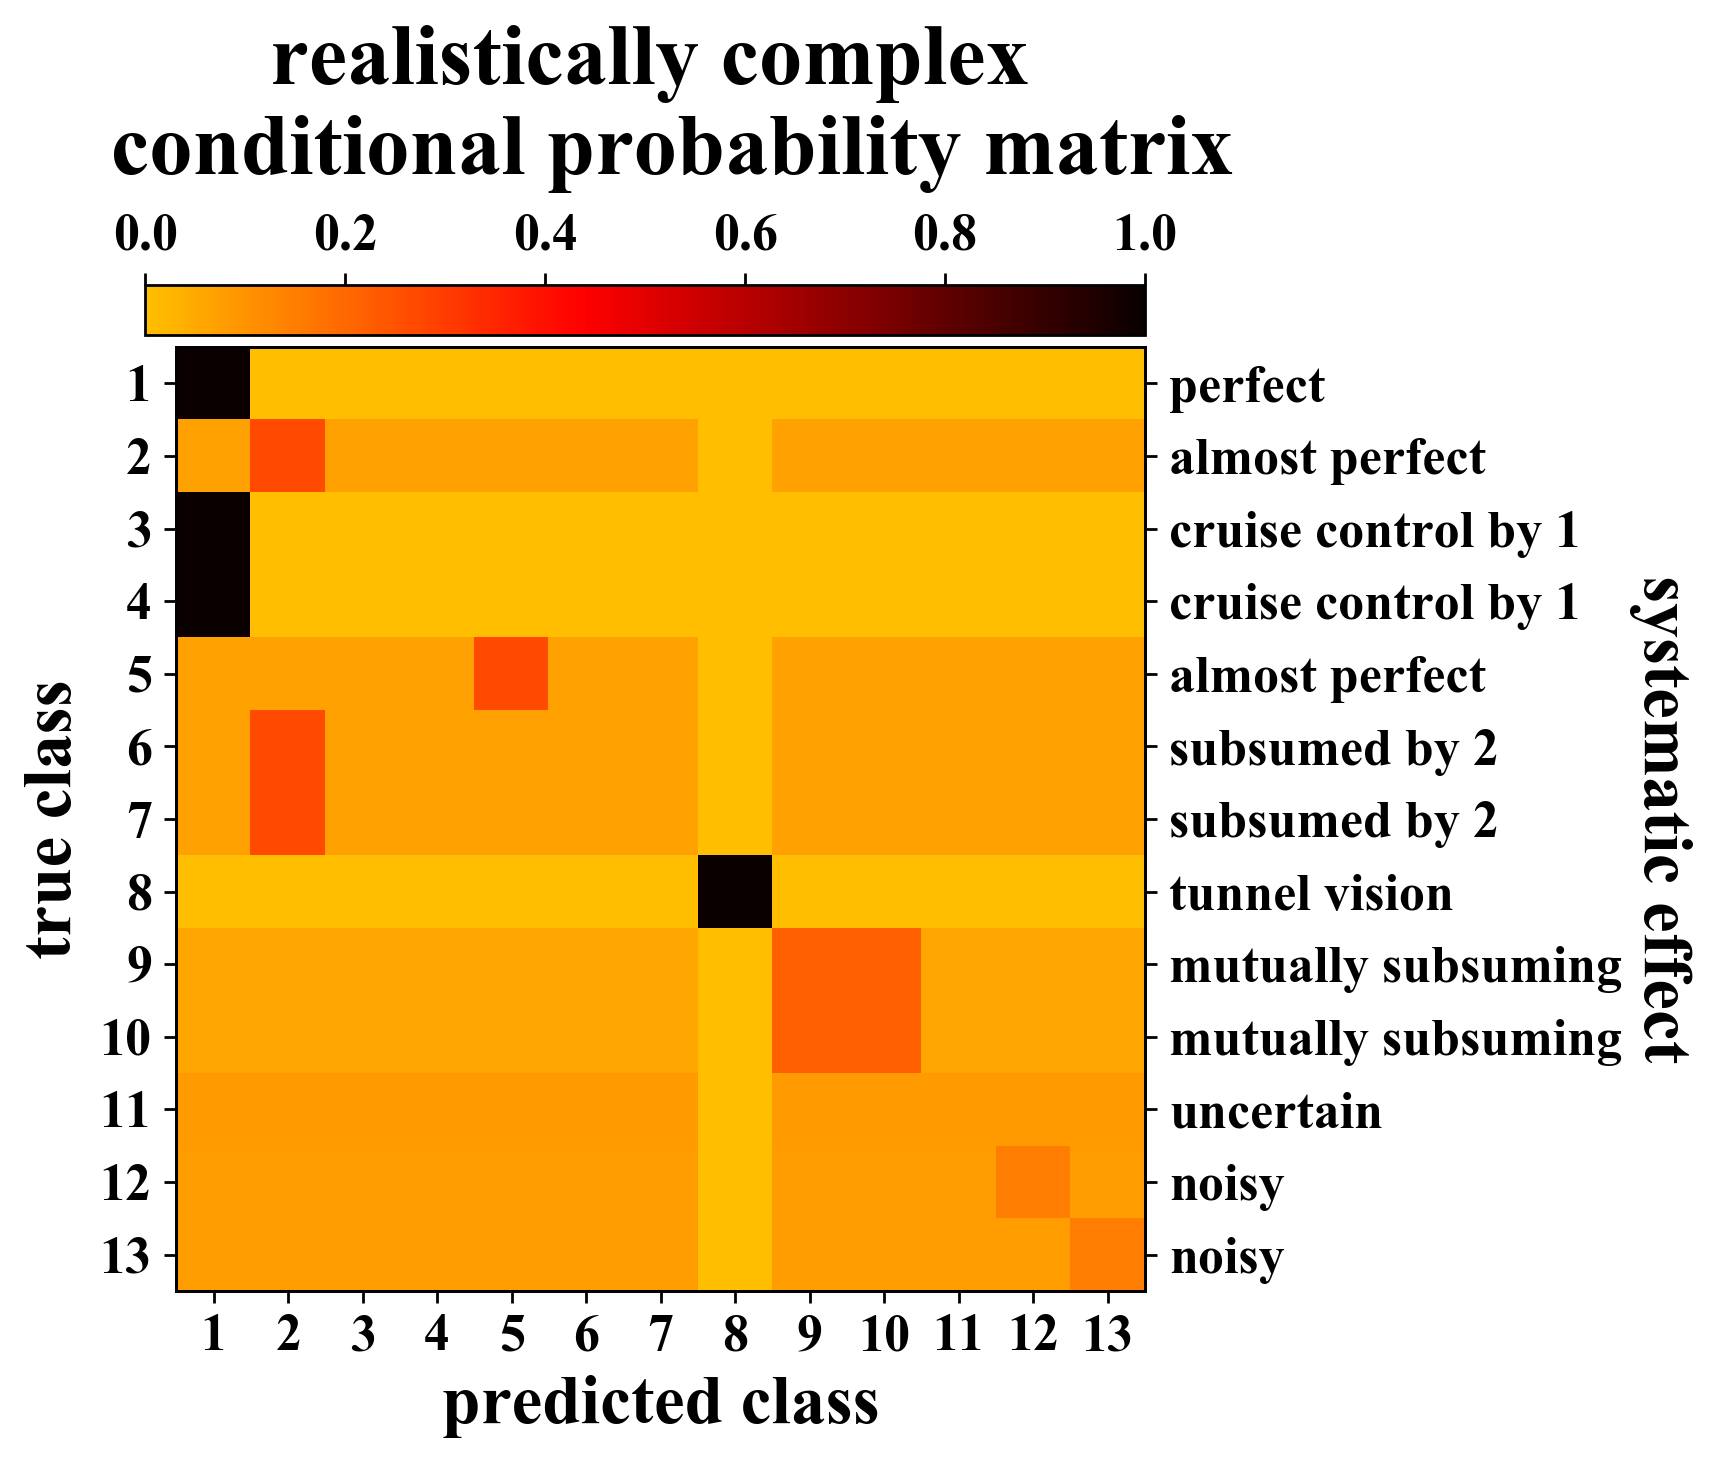 realistically complex
conditional probability matrix
0.0 0.2 0.4 0.6 0.8 1.0
1 perfect
2 almost perfect
3 cruise control by 1
4 cruise control by 1
5 almost perfect
6 subsumed by 2
7 subsumed by 2
8 tunnel vision
9 mutually subsuming
10 mutually subsuming
11 uncertain
12 noisy
13 noisy
true class
systematic effect
1 2 3 4 5 6 7 8 9 10 11 12 13
predicted class